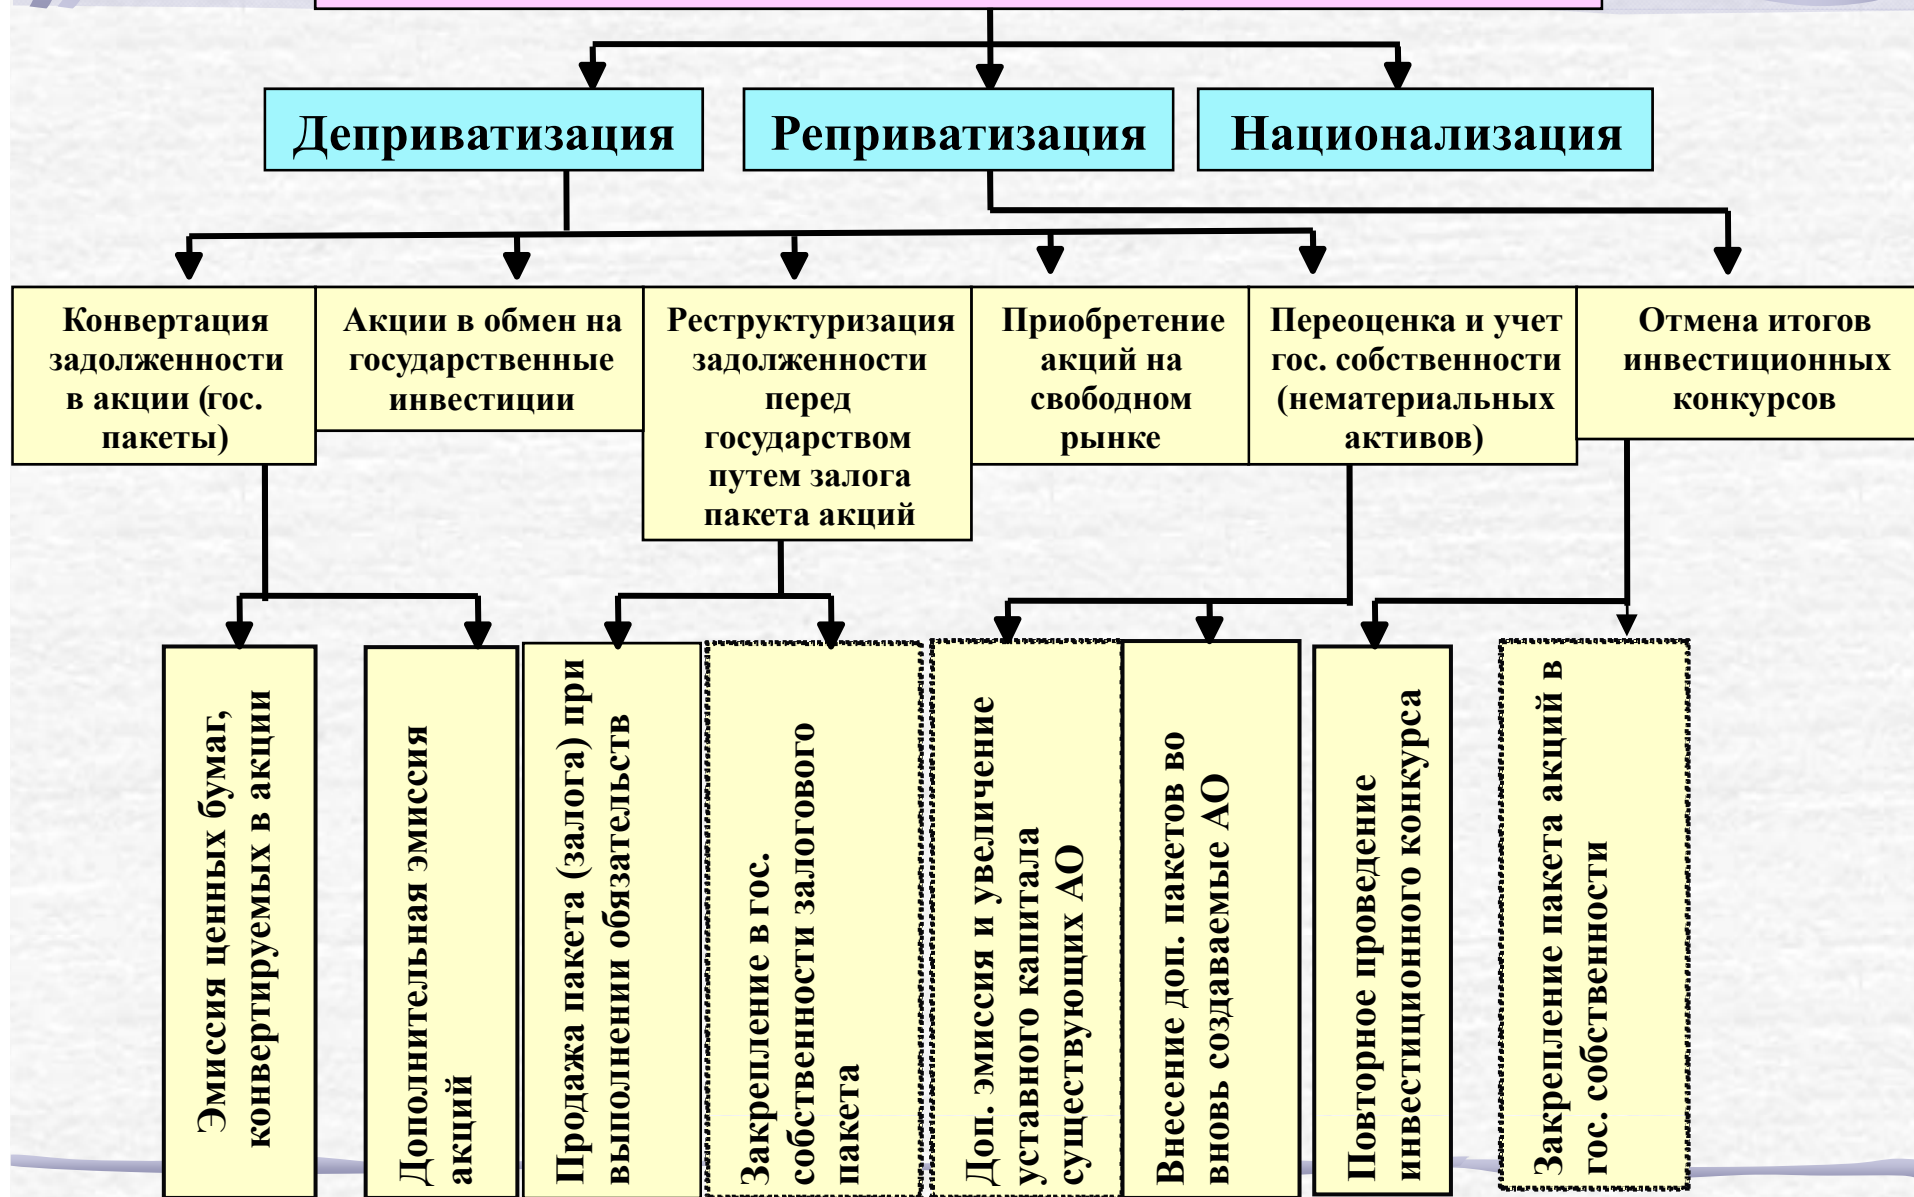 Деприватизация
Реприватизация
Национализация
Конвертация
задолженности
в акции (гос.
пакеты)
Акции в обмен на
государственные
инвестиции
Реструктуризация
задолженности
перед
государством
путем залога
пакета акций
Приобретение
акций на
свободном
рынке
Переоценка и учет
гос. собственности
(нематериальных
активов)
Отмена итогов
инвестиционных
конкурсов
Эмиссия ценных бумаг,
конвертируемых в акции
Дополнительная эмиссия
акций
Продажа пакета (залога) при
выполнении обязательств
Закрепление в гос.
собственности залогового
пакета
Доп. эмиссия и увеличение
уставного капитала
существующих АО
Внесение доп. пакетов во
вновь создаваемые АО
Повторное проведение
инвестиционного конкурса
Закрепление пакета акций в
гос. собственности